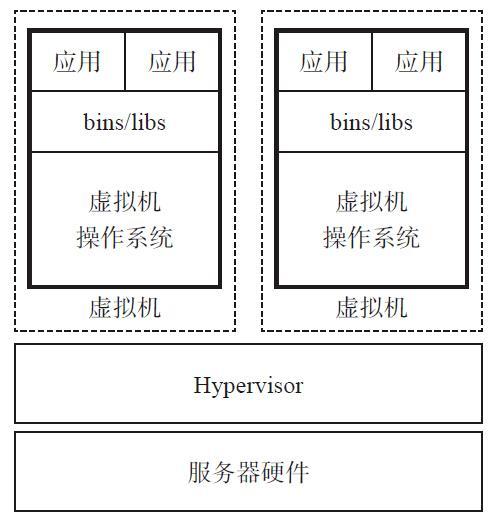 应用 应用
bins/libs
虚拟机
操作系统
虚拟机
应用 应用
bins/libs
虚拟机
操作系统
虚拟机
Hypervisor
服务器硬件